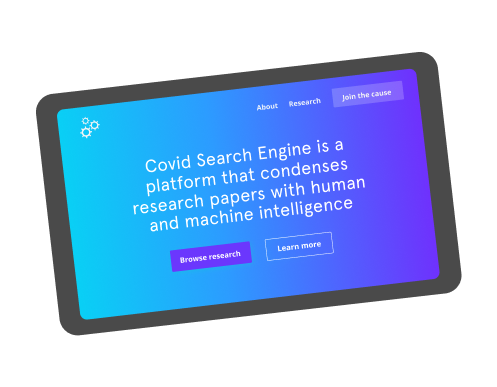 About Research Join the cause
Covid Search Engine is a
platform that condenses
research papers with human
and machine intelligence
Browse research Learn more